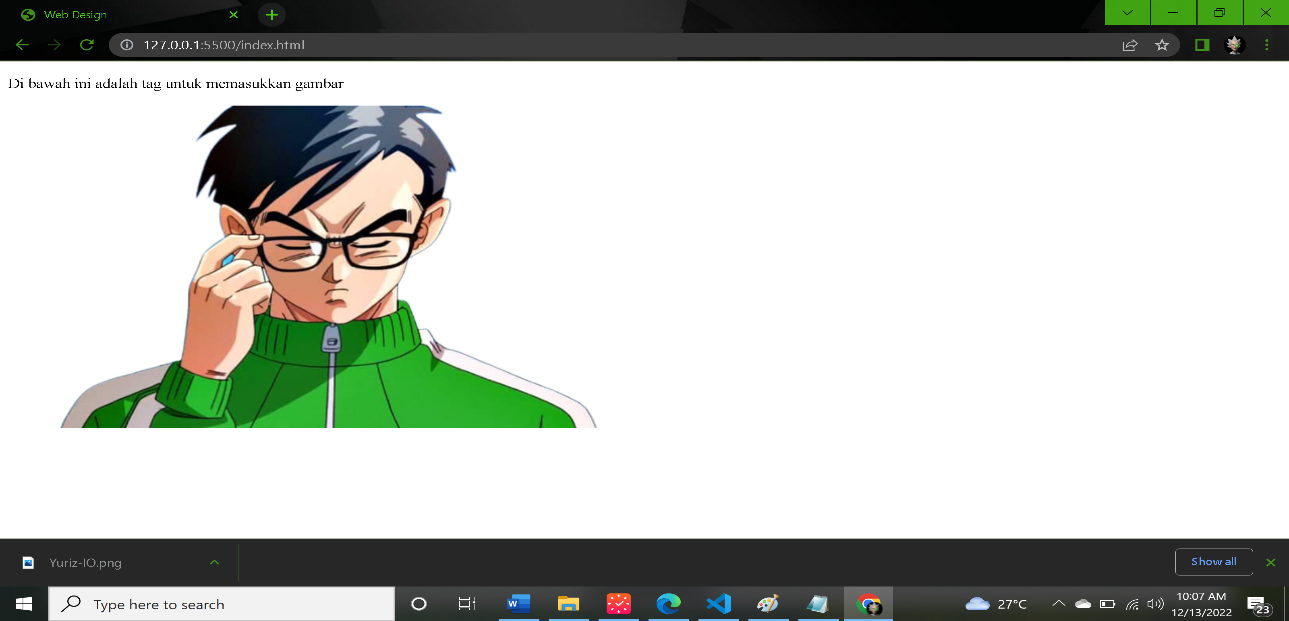 Web Design
127.0.0.1:5500/index.html
Di bawah ini adalah tag untuk memasukkan gambar
Yuriz-IO.png
Show all
Type here to search
27°C
10:07 AM
12/13/2022
23